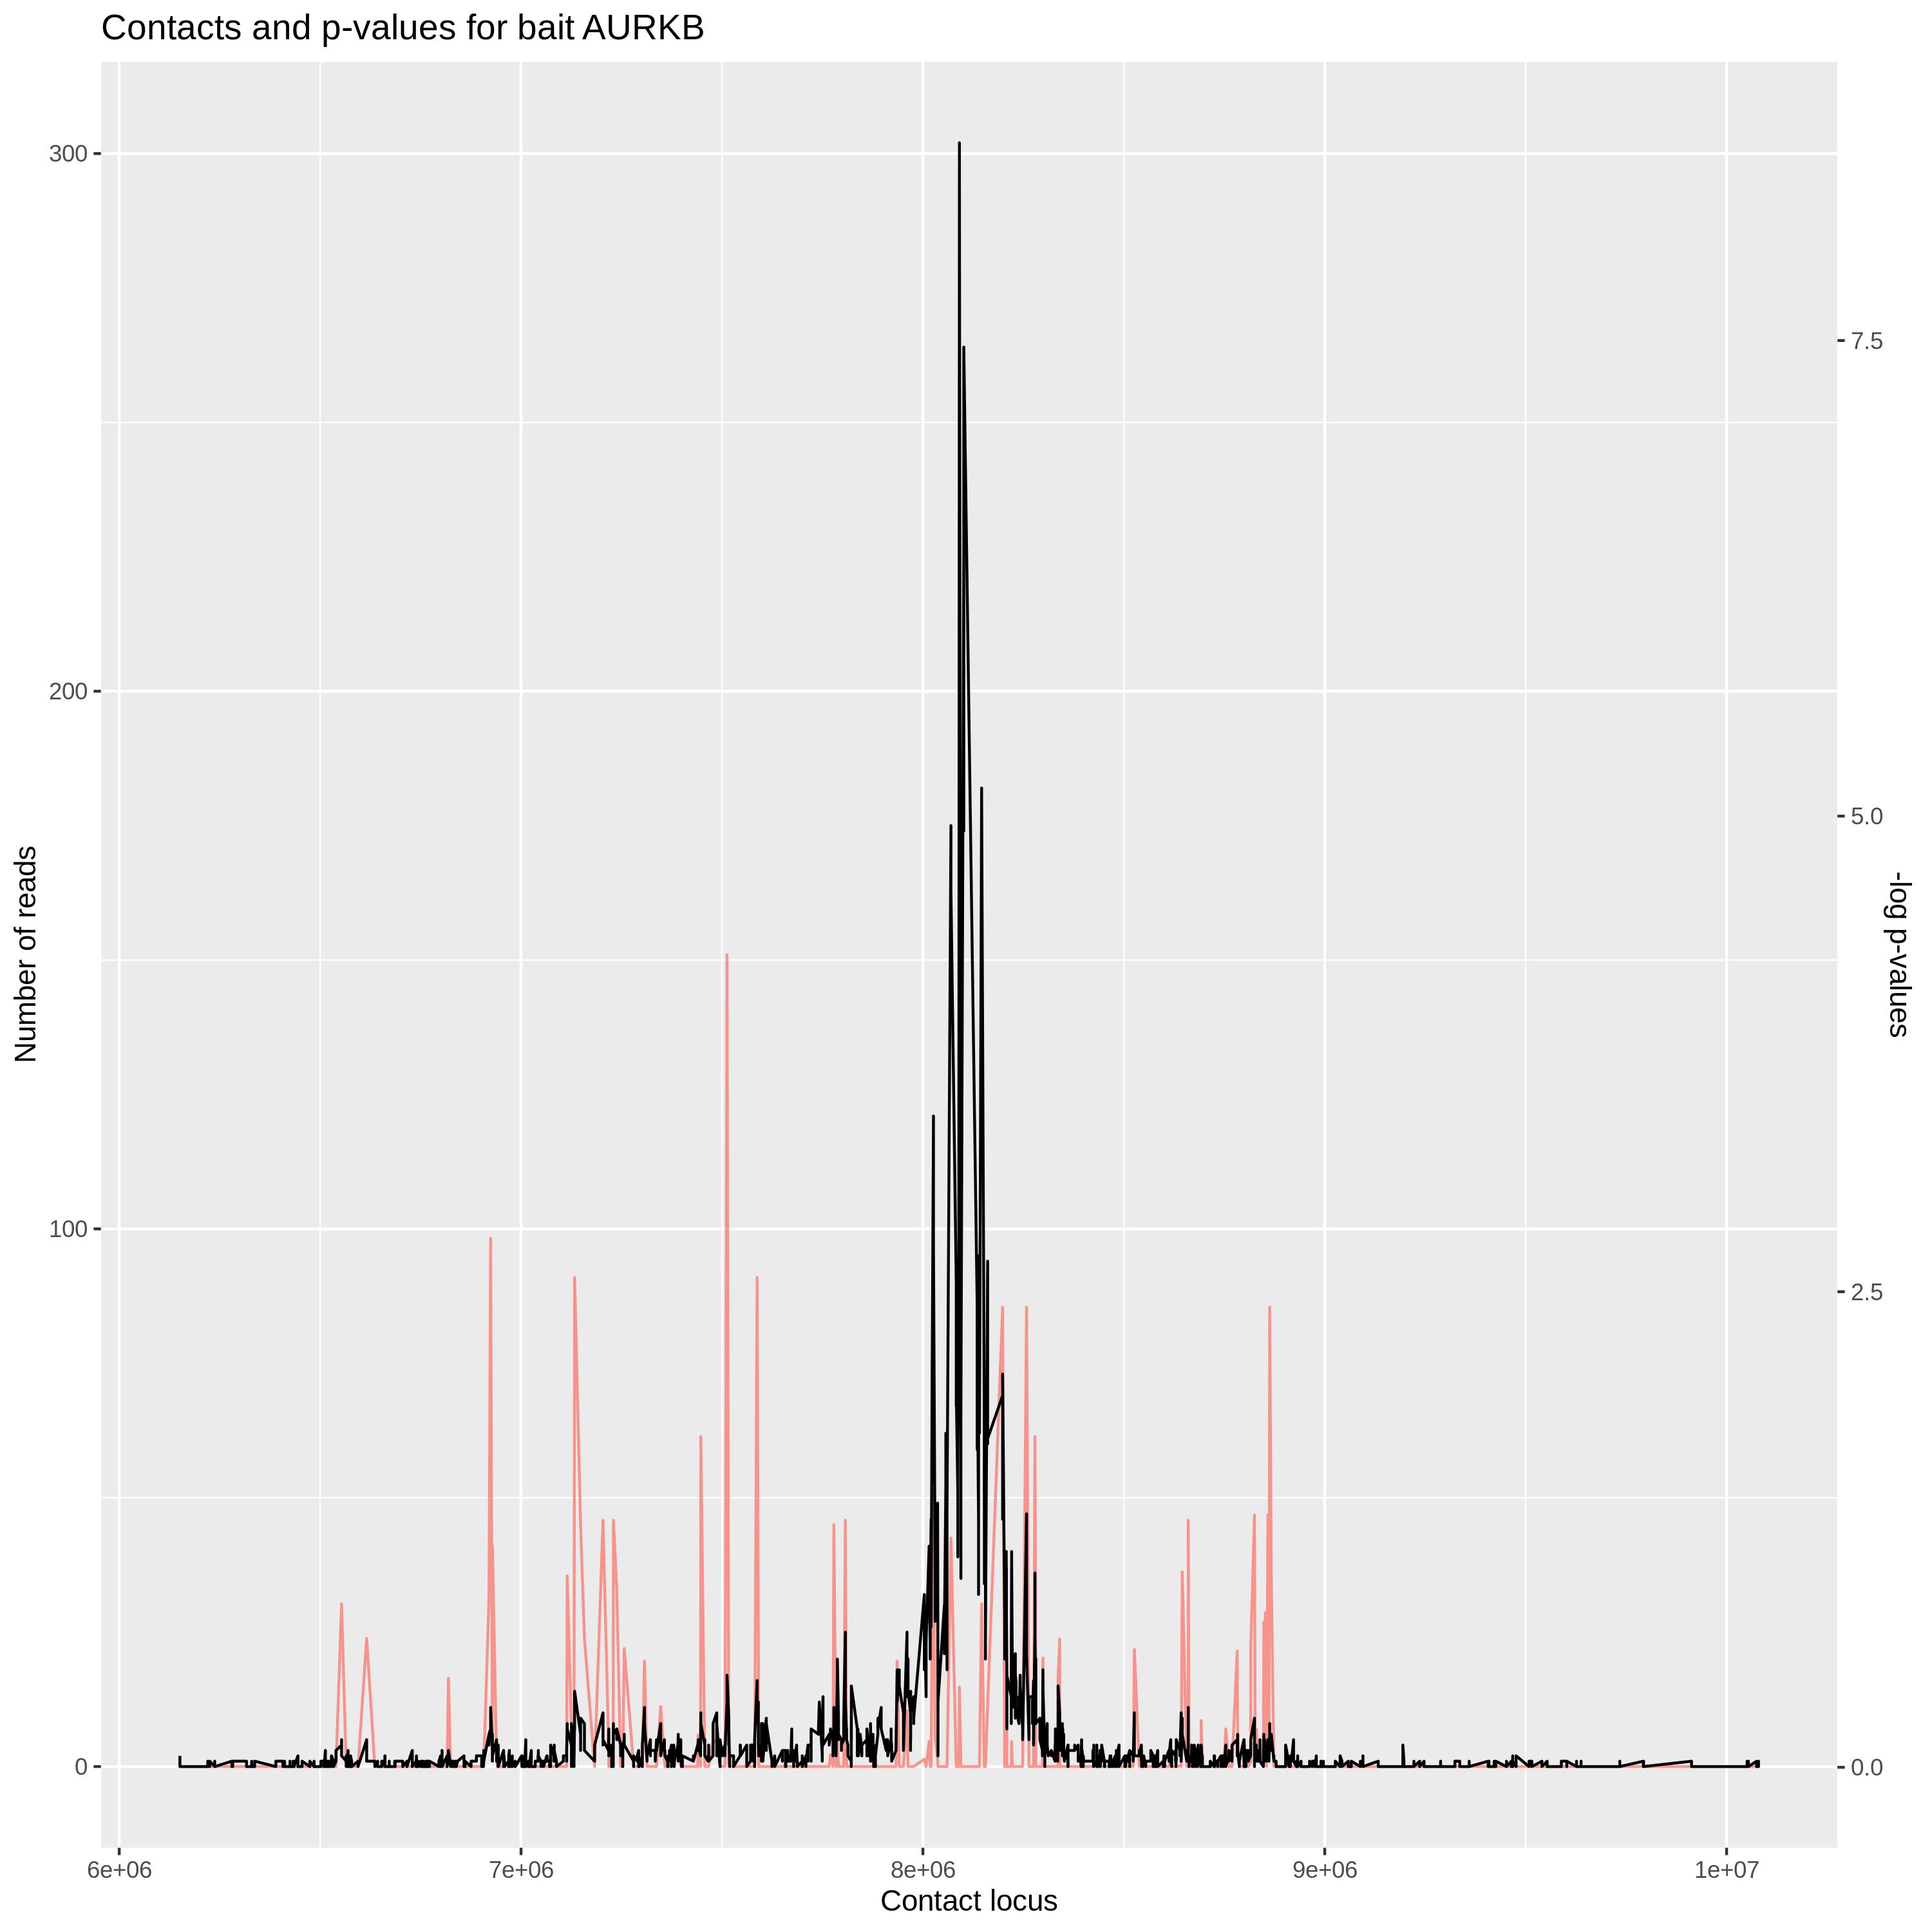 Contacts and p-values for bait AURKB
300
200
100
0
Number of reads
7.5
5.0
2.5
0.0
-log p-values
6e+06 7e+06 8e+06 9e+06 1e+07
Contact locus